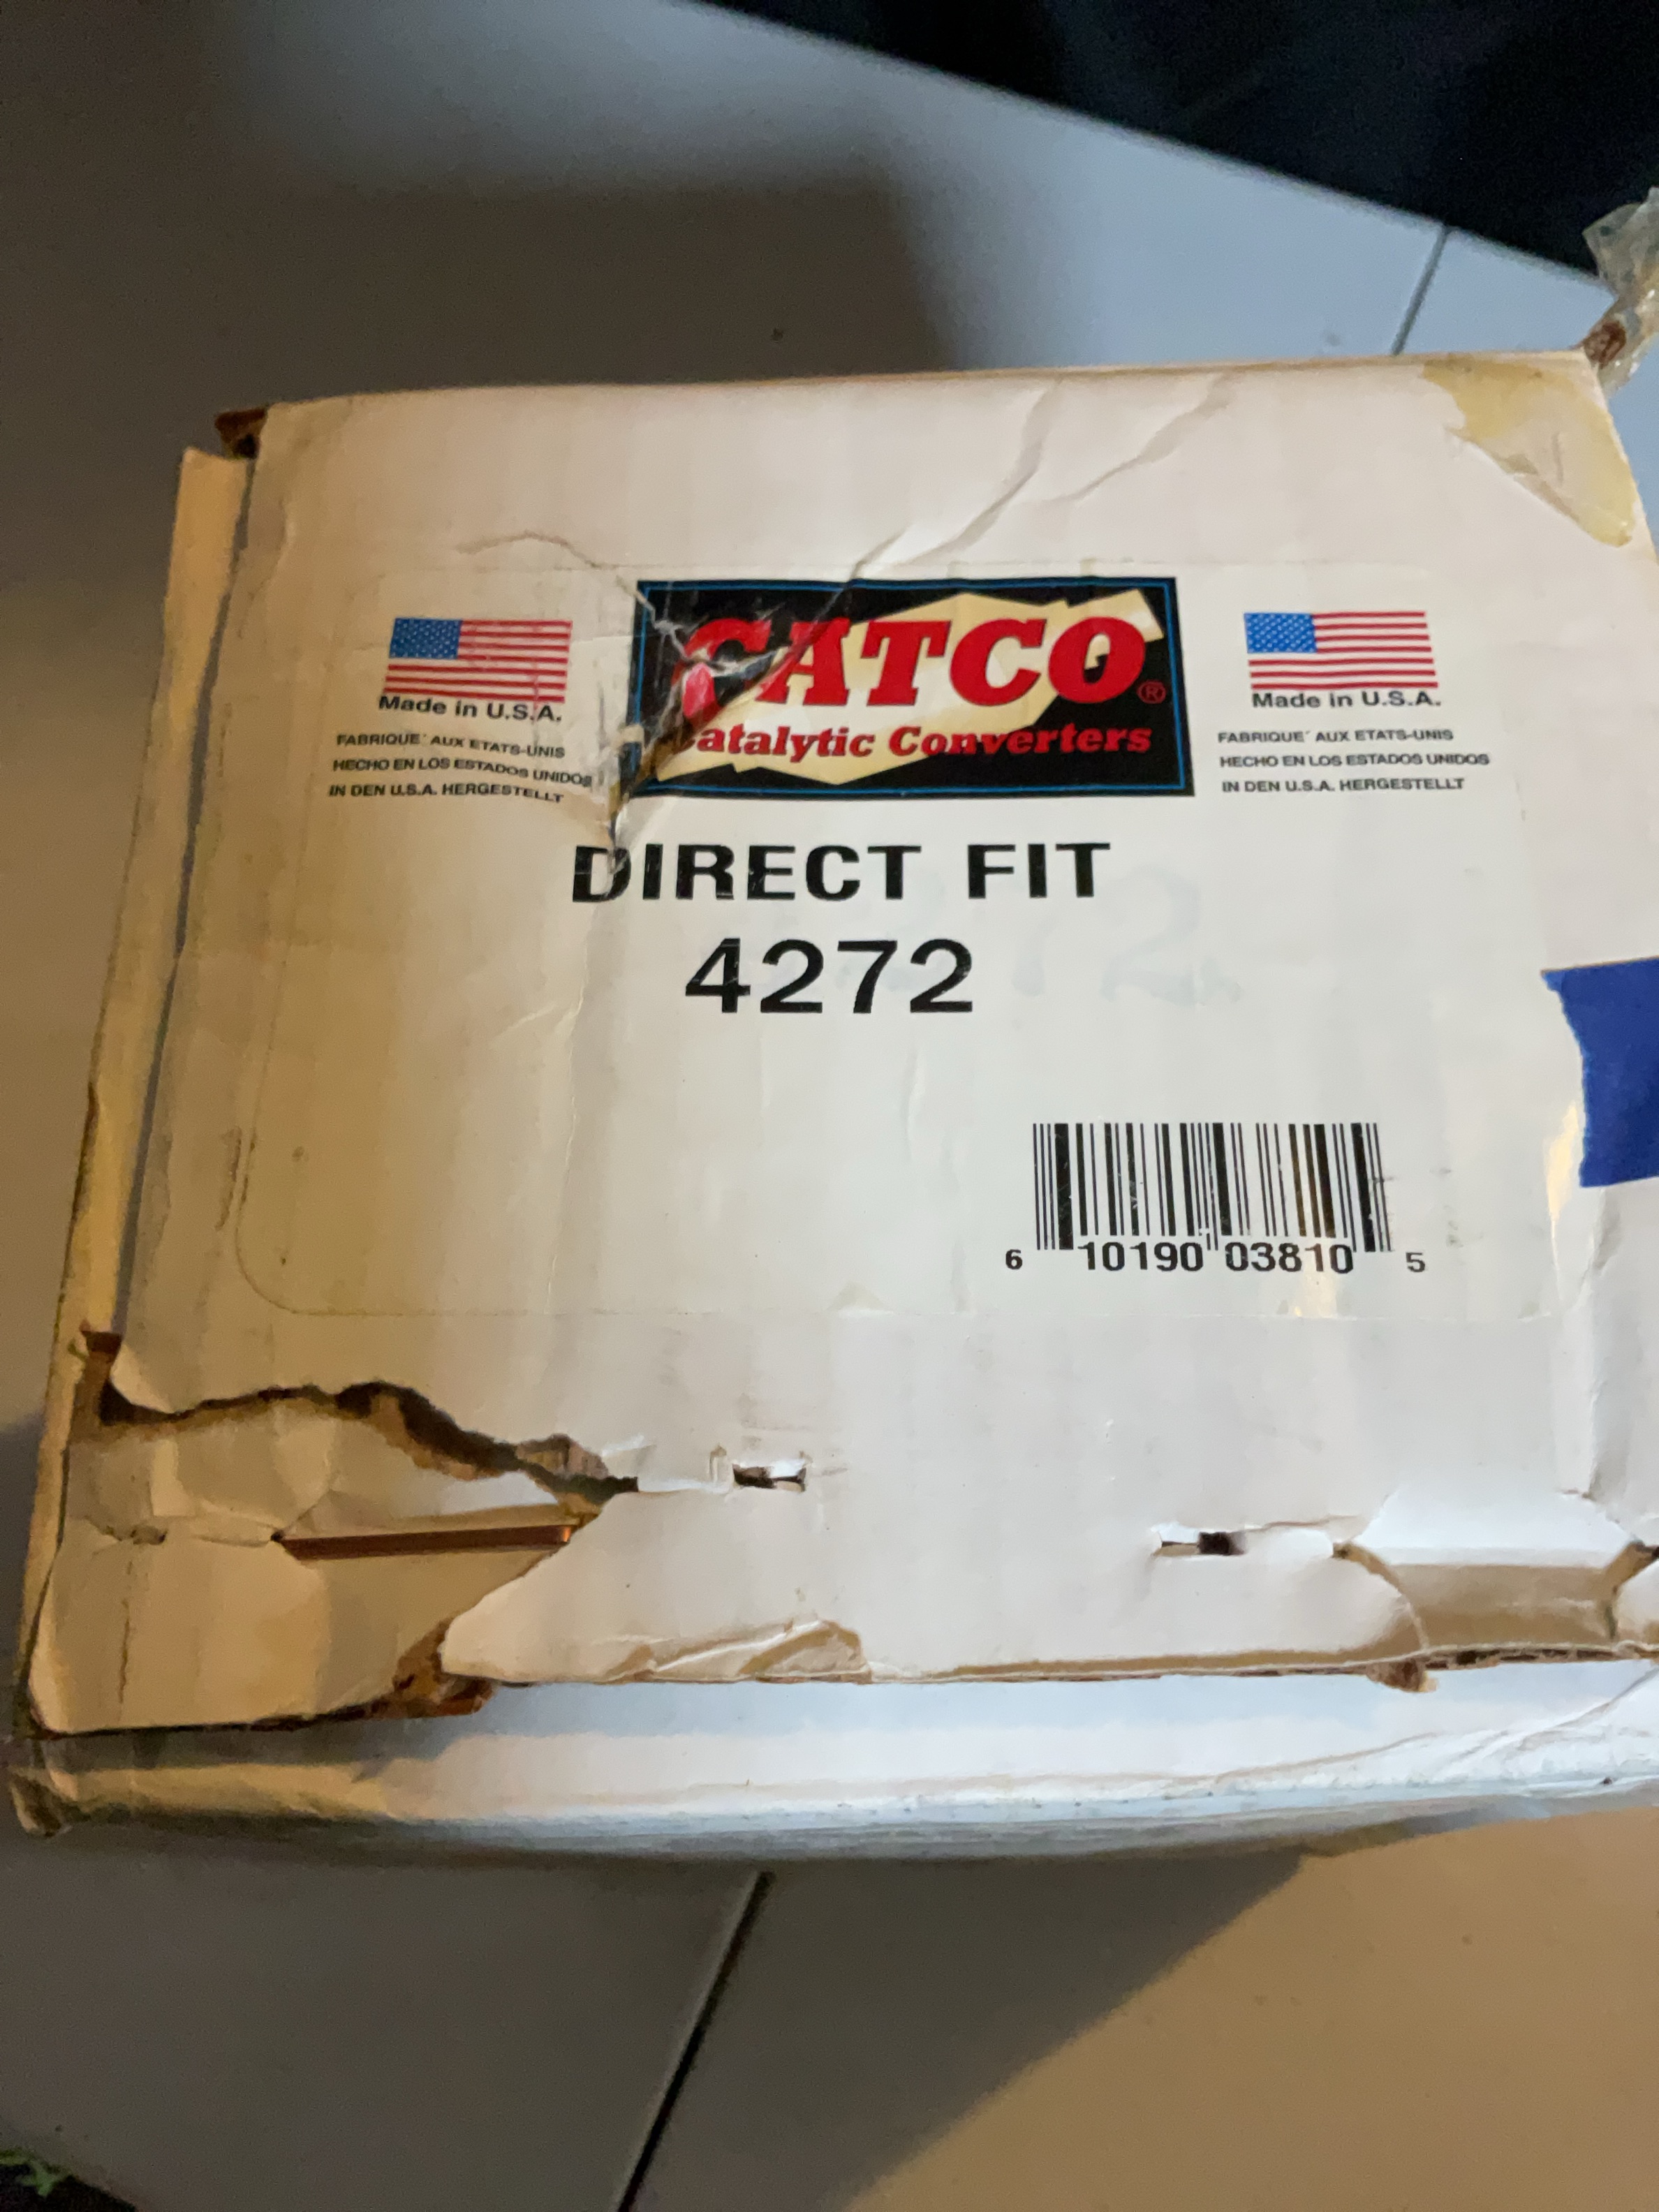 CATCO®
Catalytic Converters
Made in U.S.A.
FABRIQUE´ AUX ETATS-UNIS
HECHO EN LOS ESTADOS UNIDOS
IN DEN U.S.A. HERGESTELLT
Made in U.S.A.
FABRIQUE´ AUX ETATS-UNIS
HECHO EN LOS ESTADOS UNIDOS
IN DEN U.S.A. HERGESTELLT
DIRECT FIT
4272
6 10190 03810 5